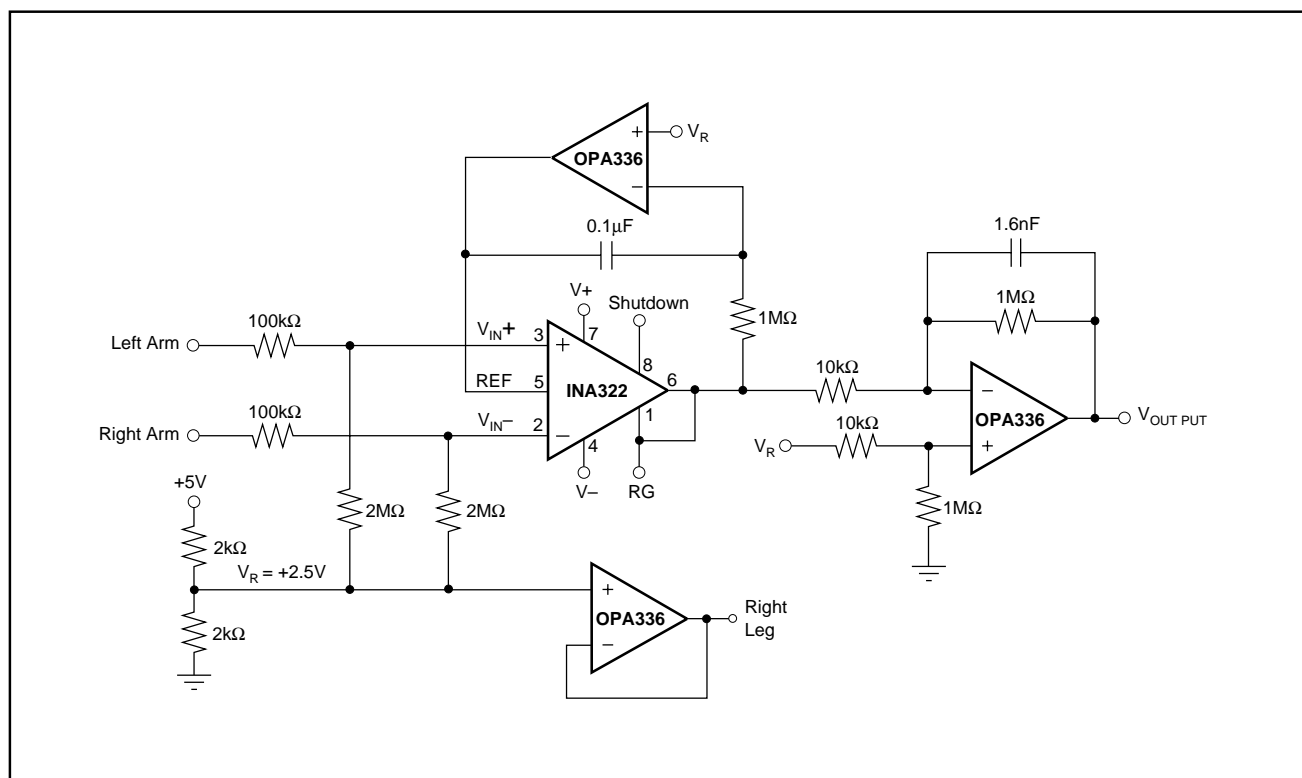 +
V_R
OPA336
−
0.1µF
1.6nF
V+
Shutdown
1MΩ
1MΩ
100kΩ
Left Arm
V_IN+
3
+
7
8
10kΩ
REF
5
INA322
6
−
100kΩ
1
OPA336
V_OUT PUT
Right Arm
V_IN−
2
−
4
V_R
10kΩ
+
V−
RG
+5V
2MΩ
2MΩ
1MΩ
2kΩ
V_R = +2.5V
+
OPA336
Right
Leg
2kΩ
−